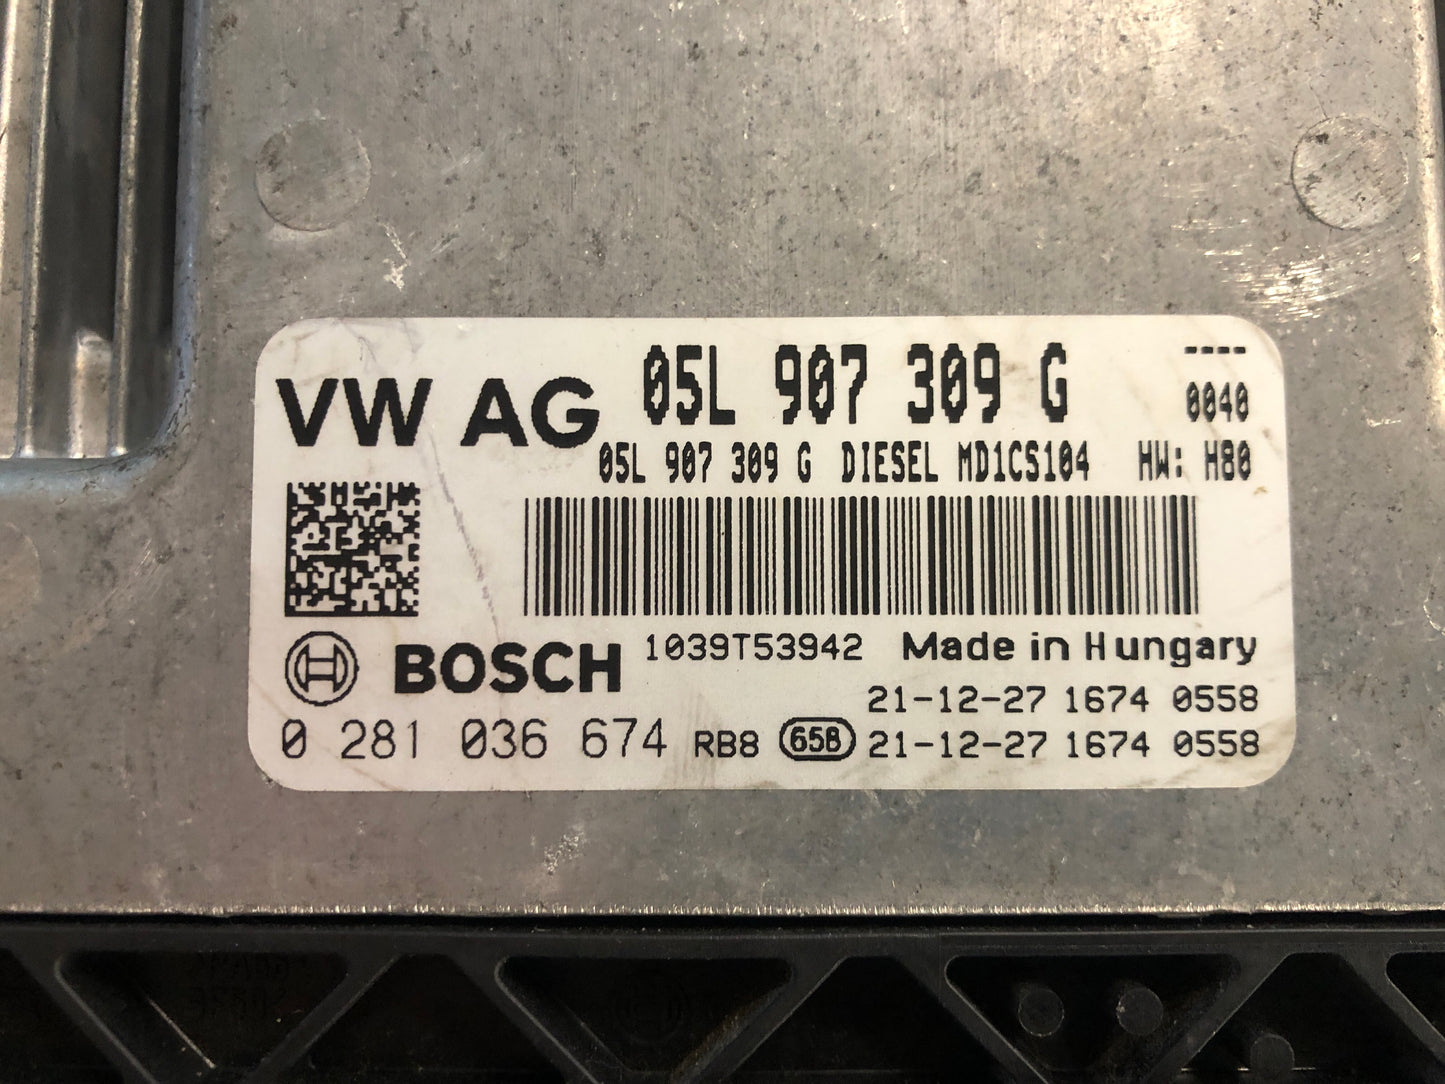 VW AG 05L 907 309 G ----
0040
05L 907 309 G DIESEL MD1CS104 HW: H80
BOSCH 1039T53942 Made in Hungary
21-12-27 1674 0558
0 281 036 674 RB8 65B 21-12-27 1674 0558